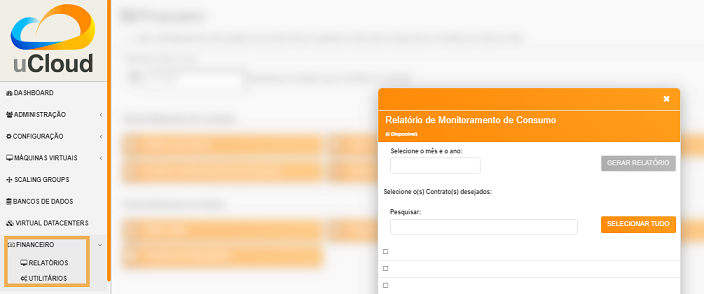 uCloud
DASHBOARD
ADMINISTRAÇÃO
CONFIGURAÇÃO
MÁQUINAS VIRTUAIS
SCALING GROUPS
BANCOS DE DADOS
VIRTUAL DATACENTERS
FINANCEIRO
RELATÓRIOS
UTILITÁRIOS
Relatório de Monitoramento de Consumo
Disponível)
Selecione o mês e o ano:
GERAR RELATÓRIO
Selecione o(s) Contrato(s) desejados:
Pesquisar:
SELECIONAR TUDO